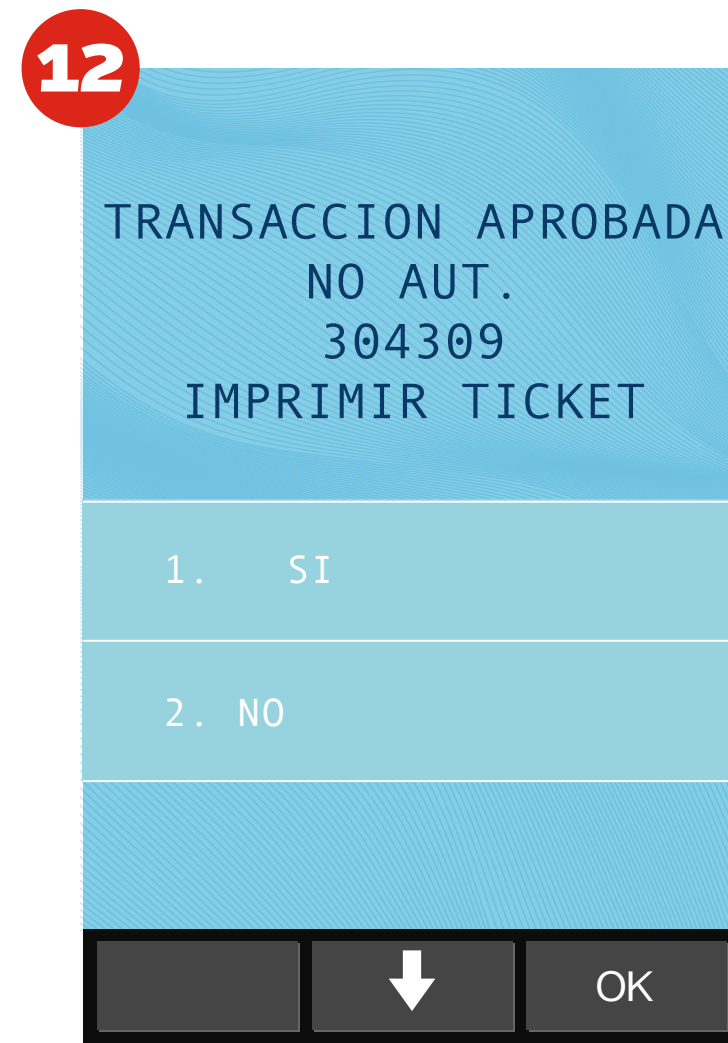 12
TRANSACCION APROBADA
NO AUT.
304309
IMPRIMIR TICKET
1. SI
2. NO
OK